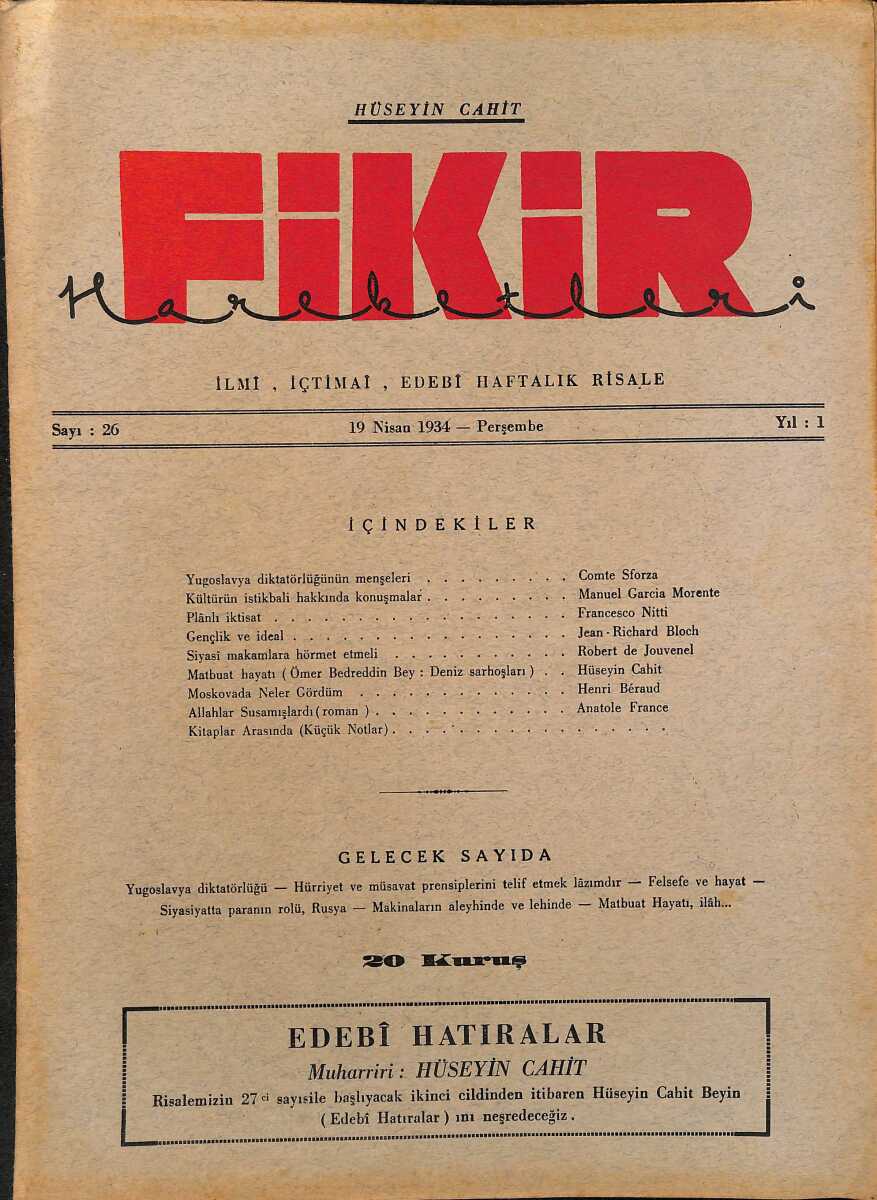 HÜSEYİN CAHİT
FİKİR
Hareketleri
İLMÎ , İÇTİMAÎ , EDEBÎ HAFTALIK RİSALE
Sayı : 26 19 Nisan 1934 — Perşembe Yıl : 1
İÇİNDEKİLER
Yugoslavya diktatörlüğünün menşeleri . . . . . . . . . Comte Sforza
Kültürün istikbali hakkında konuşmalar . . . . . . . . . Manuel Garcia Morente
Plânlı iktisat . . . . . . . . . . . . . . . . . . . Francesco Nitti
Gençlik ve ideal . . . . . . . . . . . . . . . . . . Jean - Richard Bloch
Siyasî makamlara hörmet etmeli . . . . . . . . . . . Robert de Jouvenel
Matbuat hayatı ( Ömer Bedreddin Bey : Deniz sarhoşları ) . . Hüseyin Cahit
Moskovada Neler Gördüm . . . . . . . . . . . . . Henri Béraud
Allahlar Susamışlardı ( roman ) . . . . . . . . . . . . Anatole France
Kitaplar Arasında (Küçük Notlar) . . . . . . . . . . . . . . . . . .
GELECEK SAYIDA
Yugoslavya diktatörlüğü — Hürriyet ve müsavat prensiplerini telif etmek lâzımdır — Felsefe ve hayat —
Siyasiyatta paranın rolü, Rusya — Makinaların aleyhinde ve lehinde — Matbuat Hayatı, ilâh...
20 Kuruş
EDEBÎ HATIRALAR
Muharriri : HÜSEYİN CAHİT
Risalemizin 27 ci sayısile başlıyacak ikinci cildinden itibaren Hüseyin Cahit Beyin
( Edebî Hatıralar ) ını neşredeceğiz .